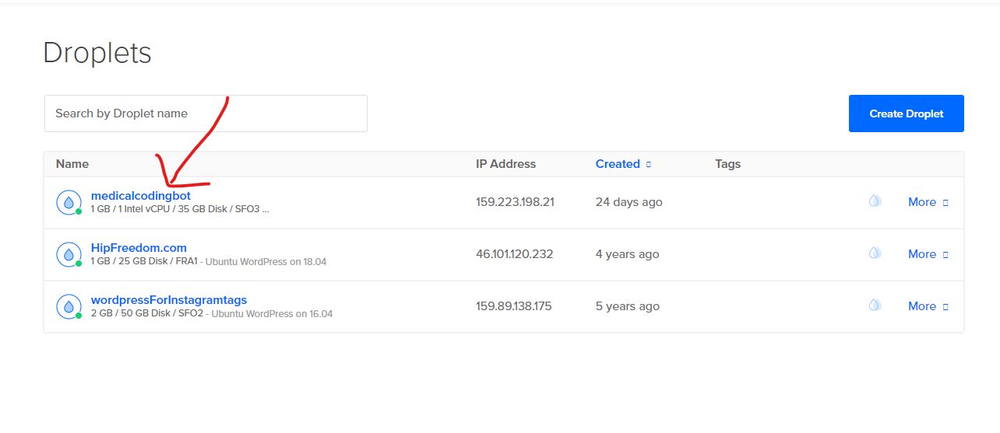 Droplets
Search by Droplet name
Create Droplet
Name IP Address Created Tags
medicalcodingbot
1 GB / 1 Intel vCPU / 35 GB Disk / SFO3 ...
159.223.198.21 24 days ago More
HipFreedom.com
1 GB / 25 GB Disk / FRA1 - Ubuntu WordPress on 18.04
46.101.120.232 4 years ago More
wordpressForInstagramtags
2 GB / 50 GB Disk / SFO2 - Ubuntu WordPress on 16.04
159.89.138.175 5 years ago More